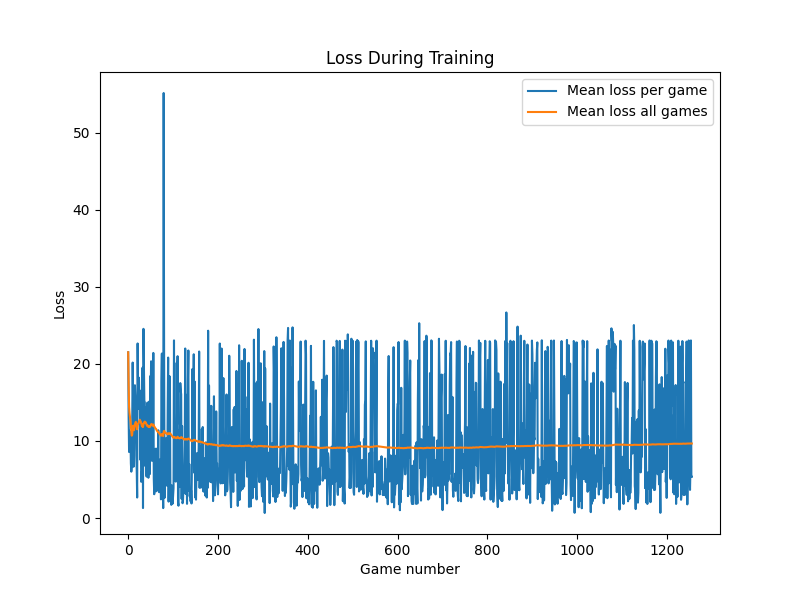 Loss During Training
Mean loss per game
Mean loss all games
Loss
50
40
30
20
10
0
0 200 400 600 800 1000 1200
Game number